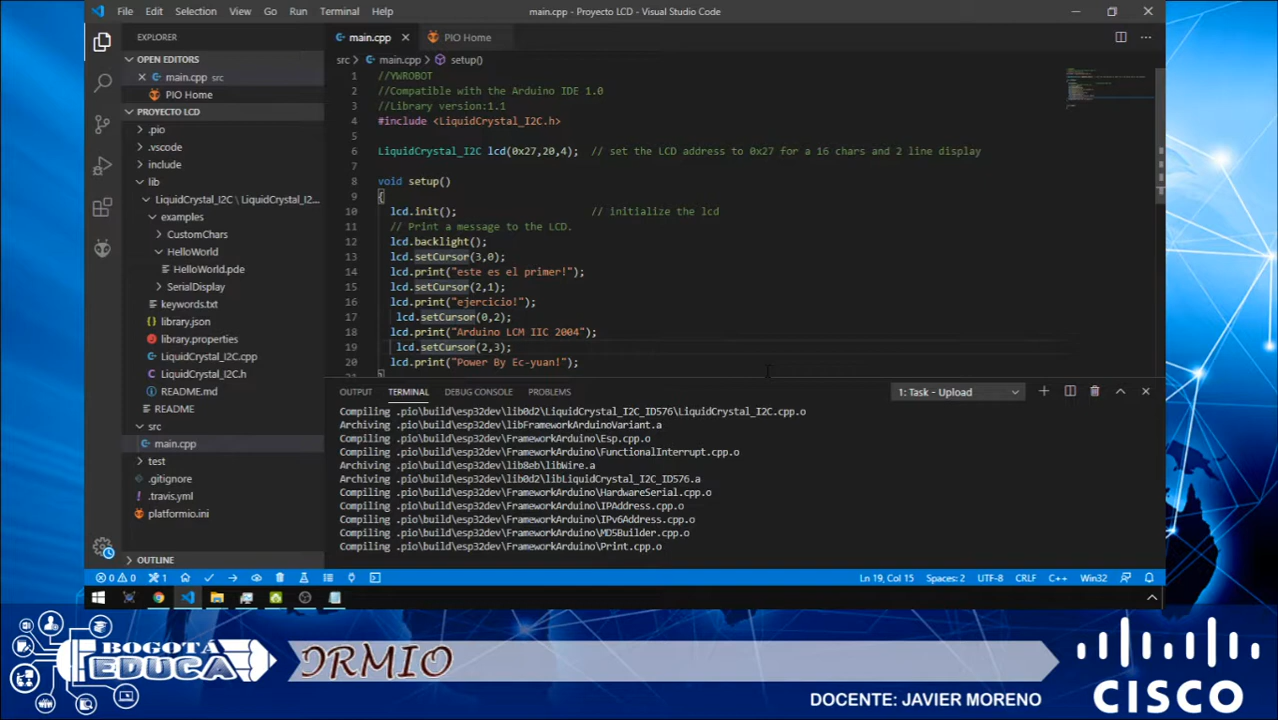 File Edit Selection View Go Run Terminal Help
main.cpp - Proyecto LCD - Visual Studio Code
EXPLORER
OPEN EDITORS
main.cpp src
PIO Home
PROYECTO LCD
.pio
.vscode
include
lib
LiquidCrystal_I2C \ LiquidCrystal_I2...
examples
CustomChars
HelloWorld
HelloWorld.pde
SerialDisplay
keywords.txt
library.json
library.properties
LiquidCrystal_I2C.cpp
LiquidCrystal_I2C.h
README.md
README
src
main.cpp
test
.gitignore
.travis.yml
platformio.ini
OUTLINE
main.cpp
PIO Home
src > main.cpp > setup()
1 //YWROBOT
2 //Compatible with the Arduino IDE 1.0
3 //Library version:1.1
4 #include <LiquidCrystal_I2C.h>
5
6 LiquidCrystal_I2C lcd(0x27,20,4); // set the LCD address to 0x27 for a 16 chars and 2 line display
7
8 void setup()
9 {
10 lcd.init(); // initialize the lcd
11 // Print a message to the LCD.
12 lcd.backlight();
13 lcd.setCursor(3,0);
14 lcd.print("este es el primer!");
15 lcd.setCursor(2,1);
16 lcd.print("ejercicio!");
17 lcd.setCursor(0,2);
18 lcd.print("Arduino LCM IIC 2004");
19 lcd.setCursor(2,3);
20 lcd.print("Power By Ec-yuan!");
OUTPUT TERMINAL DEBUG CONSOLE PROBLEMS
1: Task - Upload
Compiling .pio\build\esp32dev\lib0d2\LiquidCrystal_I2C_ID576\LiquidCrystal_I2C.cpp.o
Archiving .pio\build\esp32dev\libFrameworkArduinoVariant.a
Compiling .pio\build\esp32dev\FrameworkArduino\Esp.cpp.o
Compiling .pio\build\esp32dev\FrameworkArduino\FunctionalInterrupt.cpp.o
Archiving .pio\build\esp32dev\lib8eb\libWire.a
Archiving .pio\build\esp32dev\lib0d2\libLiquidCrystal_I2C_ID576.a
Compiling .pio\build\esp32dev\FrameworkArduino\HardwareSerial.cpp.o
Compiling .pio\build\esp32dev\FrameworkArduino\IPAddress.cpp.o
Compiling .pio\build\esp32dev\FrameworkArduino\IPv6Address.cpp.o
Compiling .pio\build\esp32dev\FrameworkArduino\MD5Builder.cpp.o
Compiling .pio\build\esp32dev\FrameworkArduino\Print.cpp.o
0 0 1
Ln 19, Col 15 Spaces: 2 UTF-8 CRLF C++ Win32
BOGOTÁ
EDUCA
DRMIO
DOCENTE: JAVIER MORENO
CISCO